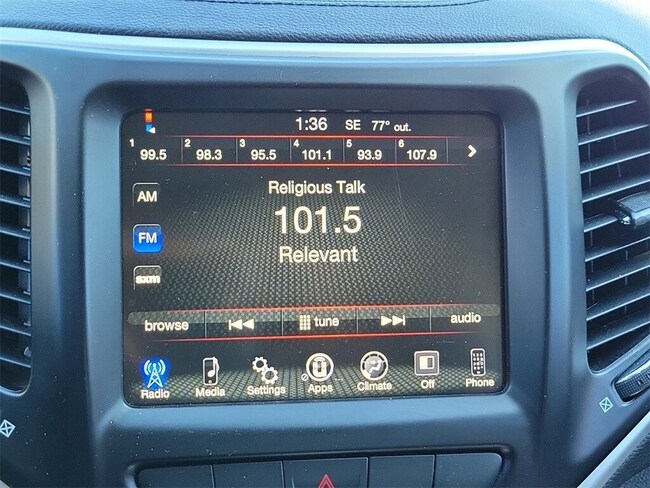 1:36 SE 77° out.
1 99.5 2 98.3 3 95.5 4 101.1 5 93.9 6 107.9
Religious Talk
AM
101.5
FM
Relevant
sxm
browse tune audio
Radio Media Settings Apps Climate Off Phone